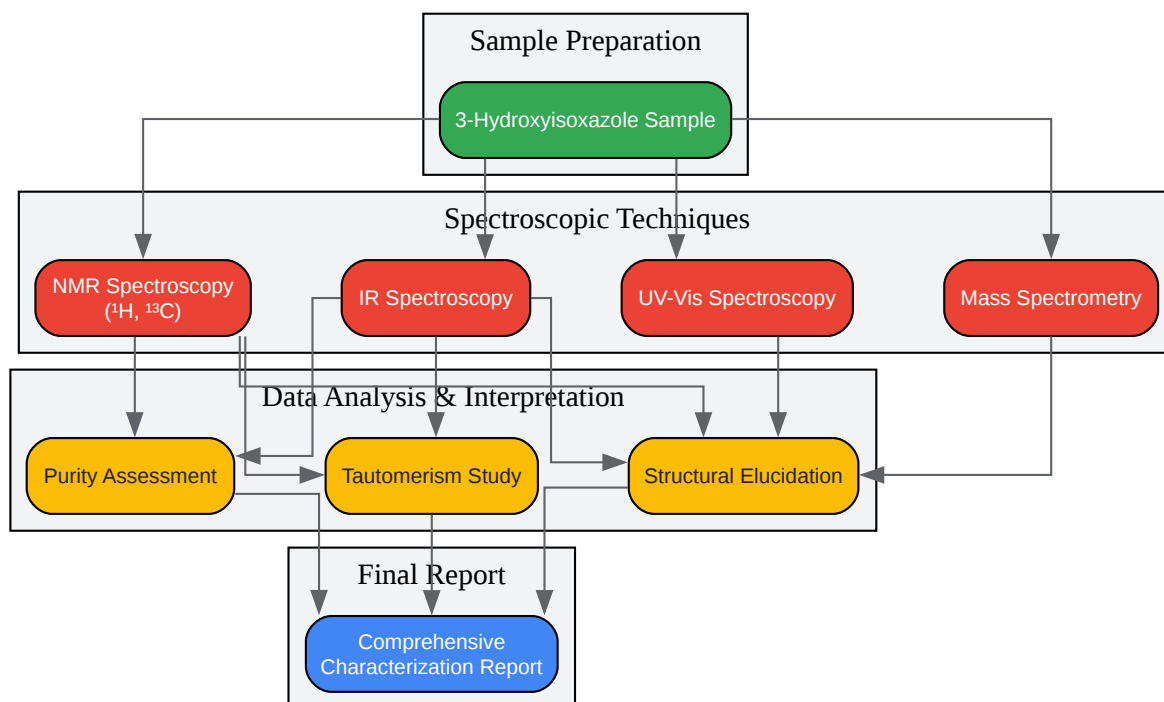 Sample Preparation
3-Hydroxyisoxazole Sample
Spectroscopic Techniques
NMR Spectroscopy
(¹H, ¹³C)
IR Spectroscopy
UV-Vis Spectroscopy
Mass Spectrometry
Data Analysis & Interpretation
Purity Assessment
Tautomerism Study
Structural Elucidation
Final Report
Comprehensive
Characterization Report